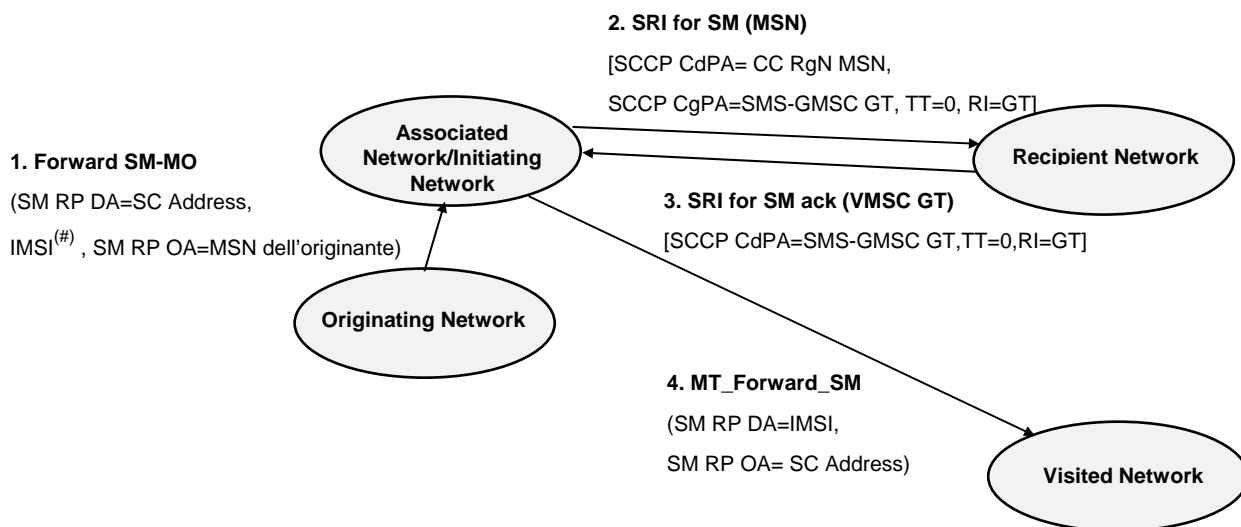 2. SRI for SM (MSN)
[SCCP CdPA= CC RgN MSN,
SCCP CgPA=SMS-GMSC GT, TT=0, RI=GT]
Associated
Network/Initiating
Network
Recipient Network
1. Forward SM-MO
(SM RP DA=SC Address,
IMSI(#) , SM RP OA=MSN dell’originante)
3. SRI for SM ack (VMSC GT)
[SCCP CdPA=SMS-GMSC GT,TT=0,RI=GT]
Originating Network
4. MT_Forward_SM
(SM RP DA=IMSI,
SM RP OA= SC Address)
Visited Network